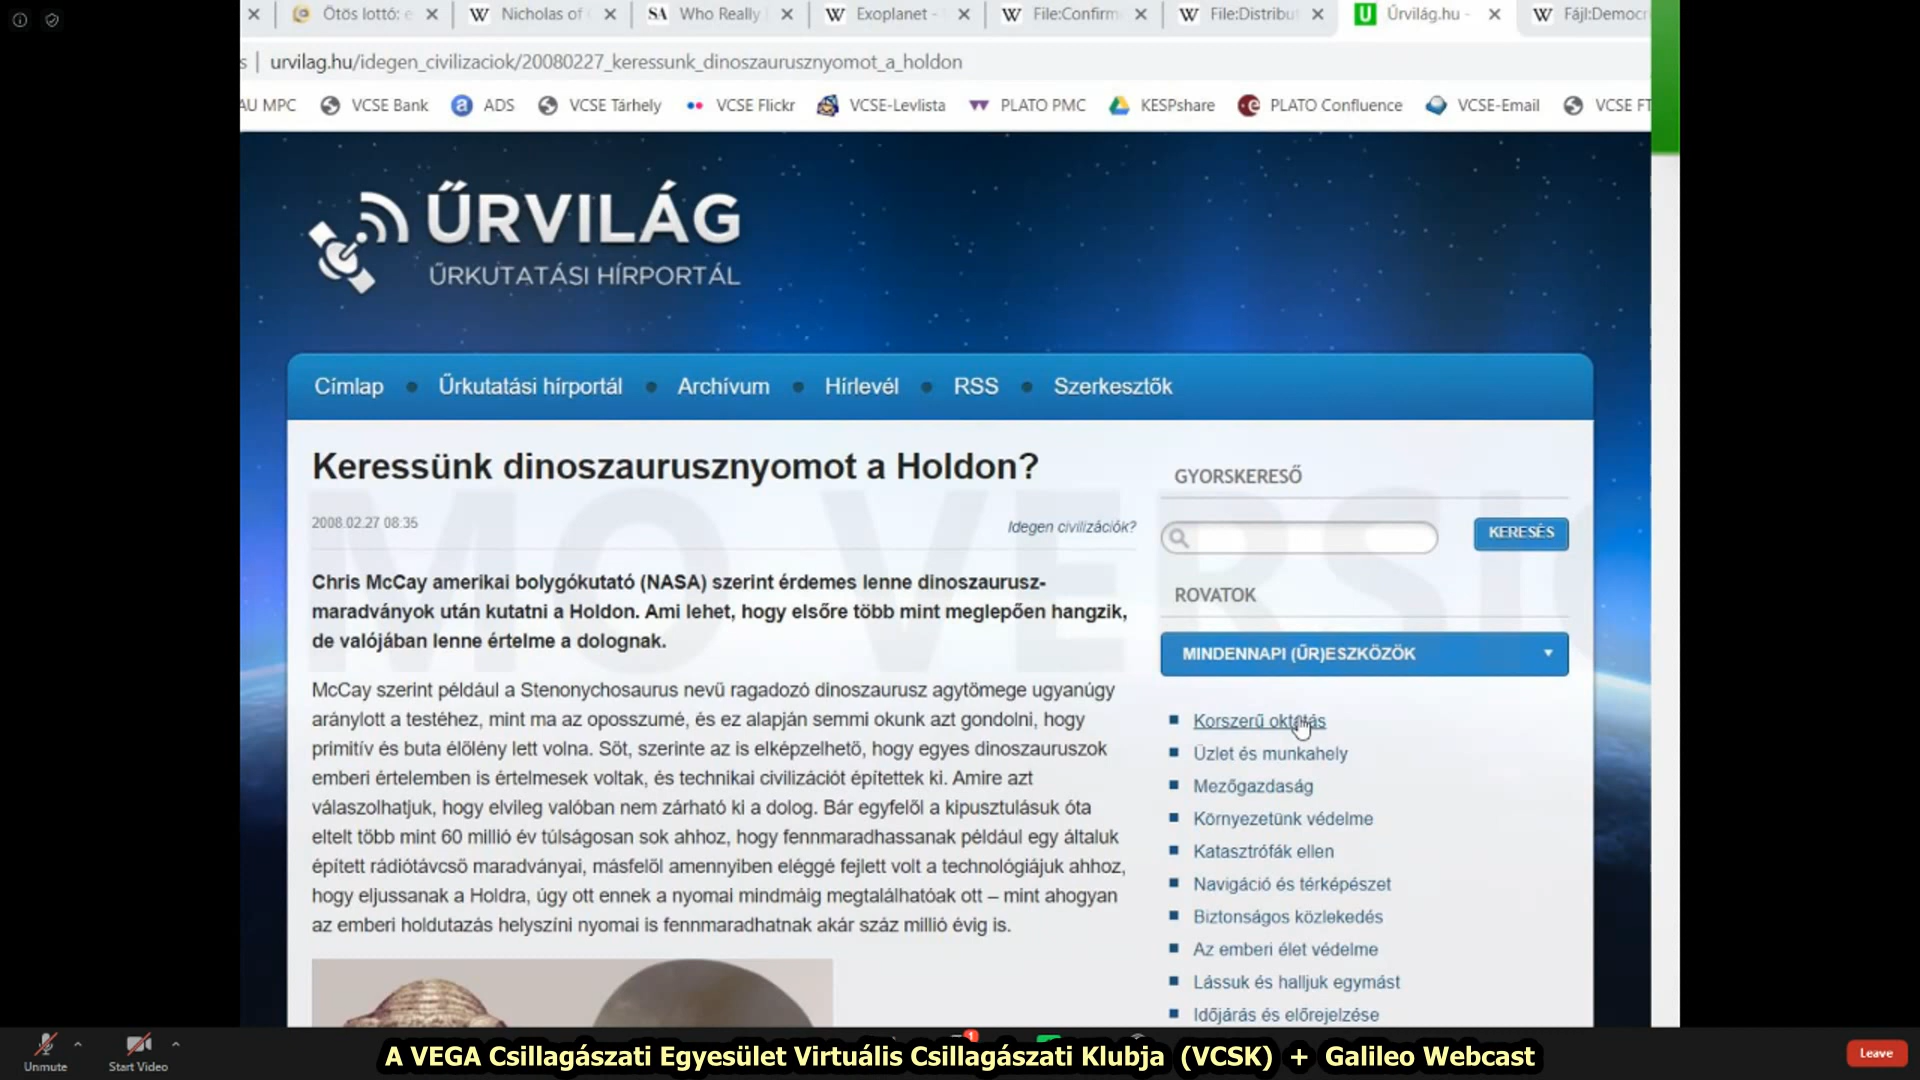 Ötös lottó: e
Nicholas of
SA Who Really
Exoplanet -
File:Confirm
File:Distribut
Űrvilág.hu -
Fájl:Democr
urvilag.hu/idegen_civilizaciok/20080227_keressunk_dinoszaurusznyomot_a_holdon
AU MPC
VCSE Bank
ADS
VCSE Tárhely
VCSE Flickr
VCSE-Levlista
PLATO PMC
KESPshare
PLATO Confluence
VCSE-Email
VCSE FT
ŰRVILÁG
ŰRKUTATÁSI HÍRPORTÁL
Címlap
Űrkutatási hírportál
Archívum
Hírlevél
RSS
Szerkesztők
Keressünk dinoszaurusznyomot a Holdon?
2008.02.27 08:35
Idegen civilizációk?
Chris McCay amerikai bolygókutató (NASA) szerint érdemes lenne dinoszaurusz-
maradványok után kutatni a Holdon. Ami lehet, hogy elsőre több mint meglepően hangzik,
de valójában lenne értelme a dolognak.
McCay szerint például a Stenonychosaurus nevű ragadozó dinoszaurusz agytömege ugyanúgy
aránylott a testéhez, mint ma az oposszumé, és ez alapján semmi okunk azt gondolni, hogy
primitív és buta élőlény lett volna. Sőt, szerinte az is elképzelhető, hogy egyes dinoszauruszok
emberi értelemben is értelmesek voltak, és technikai civilizációt építettek ki. Amire azt
válaszolhatjuk, hogy elvileg valóban nem zárható ki a dolog. Bár egyfelől a kipusztulásuk óta
eltelt több mint 60 millió év túlságosan sok ahhoz, hogy fennmaradhassanak például egy általuk
épített rádiótávcső maradványai, másfelől amennyiben eléggé fejlett volt a technológiájuk ahhoz,
hogy eljussanak a Holdra, úgy ott ennek a nyomai mindmáig megtalálhatóak ott – mint ahogyan
az emberi holdutazás helyszíni nyomai is fennmaradhatnak akár száz millió évig is.
GYORSKERESŐ
KERESÉS
ROVATOK
MINDENNAPI (ŰR)ESZKÖZÖK
Korszerű oktatás
Üzlet és munkahely
Mezőgazdaság
Környezetünk védelme
Katasztrófák ellen
Navigáció és térképészet
Biztonságos közlekedés
Az emberi élet védelme
Lássuk és halljuk egymást
Időjárás és előrejelzése
MO VERSIO
Unmute
Start Video
1
A VEGA Csillagászati Egyesület Virtuális Csillagászati Klubja (VCSK) + Galileo Webcast
Leave